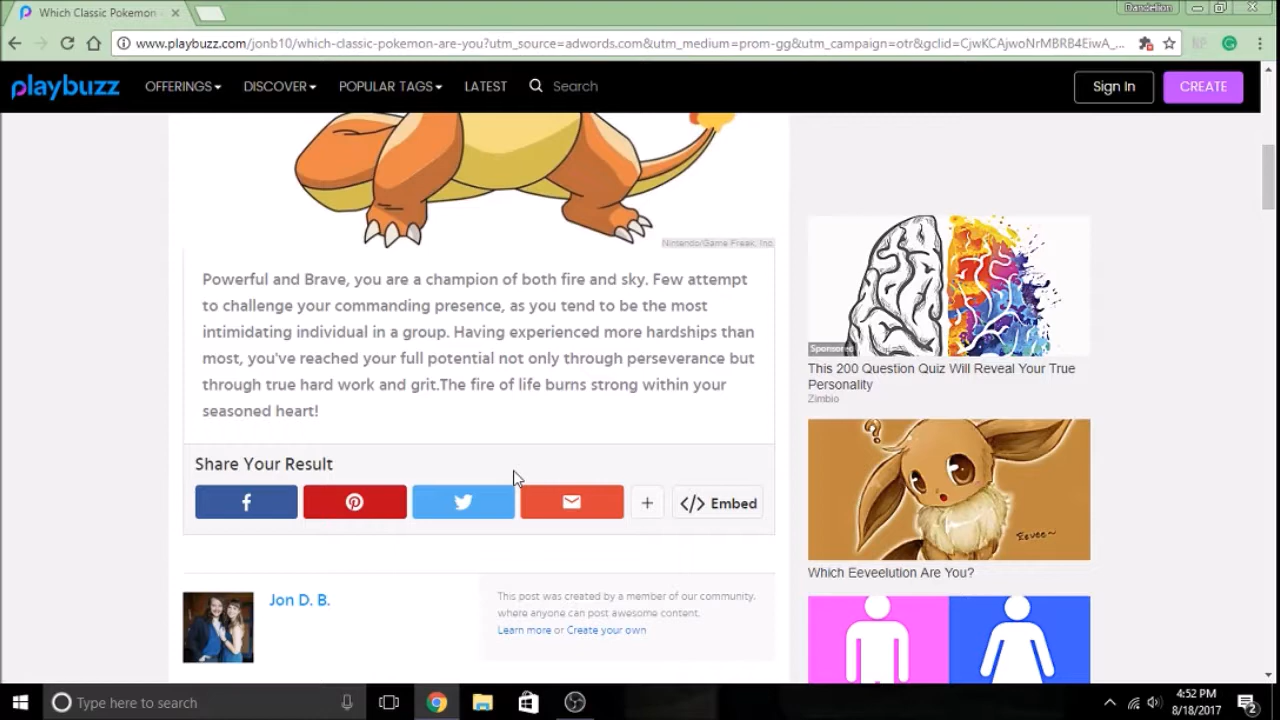 Which Classic Pokemon
Dandelion
www.playbuzz.com/jonb10/which-classic-pokemon-are-you?utm_source=adwords.com&utm_medium=prom-gg&utm_campaign=otr&gclid=CjwKCAjwoNrMBRB4EiwA_...
playbuzz
OFFERINGS
DISCOVER
POPULAR TAGS
LATEST
Search
Sign In
CREATE
Nintendo/Game Freak, Inc.
Powerful and Brave, you are a champion of both fire and sky. Few attempt
to challenge your commanding presence, as you tend to be the most
intimidating individual in a group. Having experienced more hardships than
most, you've reached your full potential not only through perseverance but
through true hard work and grit.The fire of life burns strong within your
seasoned heart!
Share Your Result
</> Embed
Jon D. B.
This post was created by a member of our community,
where anyone can post awesome content.
Learn more or Create your own
Sponsored
This 200 Question Quiz Will Reveal Your True
Personality
Zimbio
Eevee~
Which Eeveelution Are You?
Type here to search
4:52 PM
8/18/2017
2